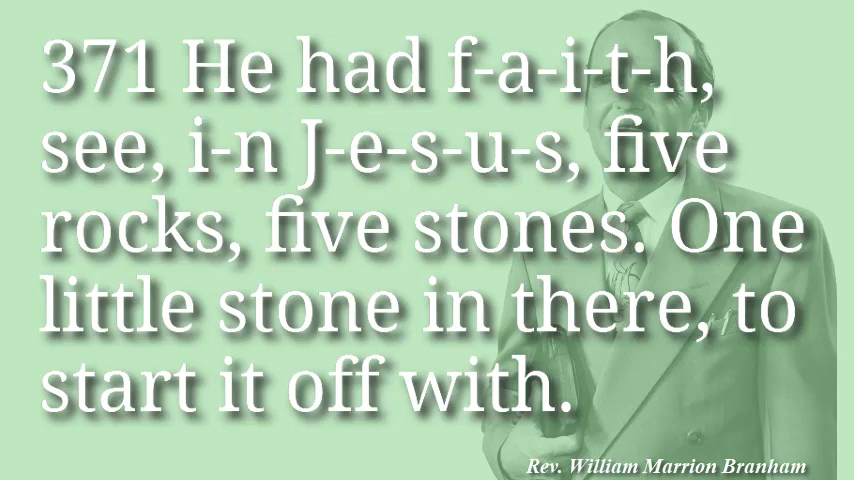 371 He had f-a-i-t-h,
see, i-n J-e-s-u-s, five
rocks, five stones. One
little stone in there, to
start it off with.
Rev. William Marrion Branham